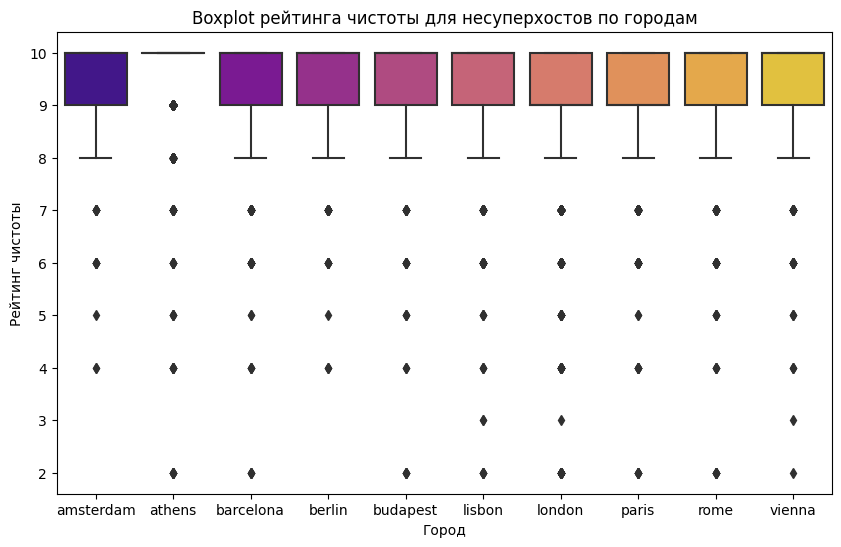 Boxplot рейтинга чистоты для несуперхостов по городам
Рейтинг чистоты
10
9
8
7
6
5
4
3
2
amsterdam athens barcelona berlin budapest lisbon london paris rome vienna
Город